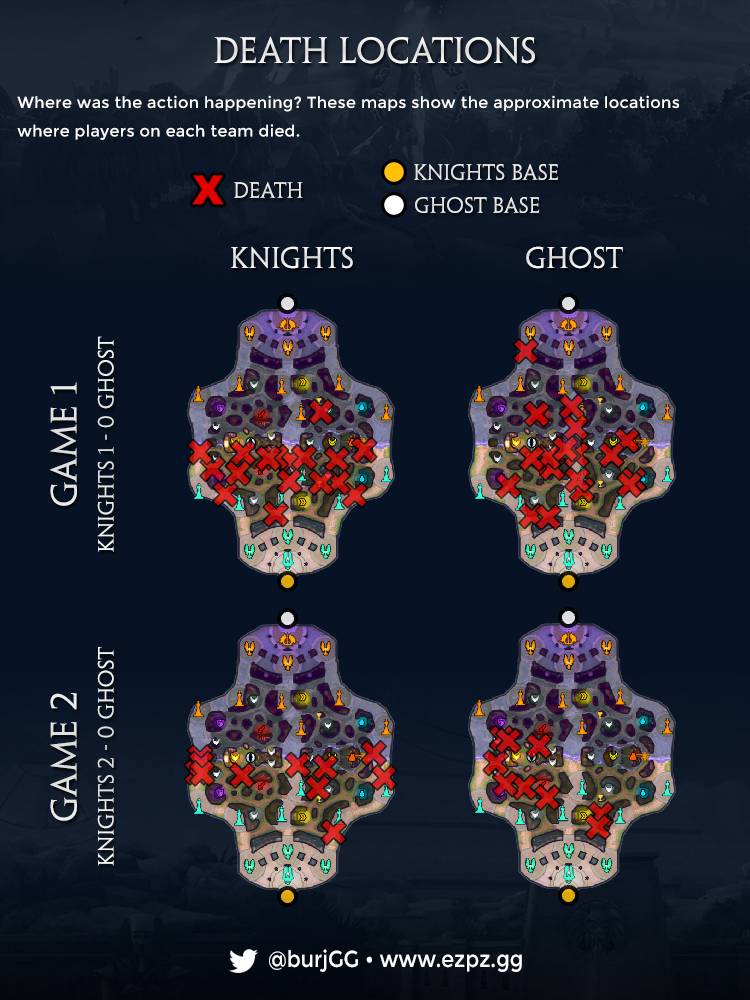 DEATH LOCATIONS
Where was the action happening? These maps show the approximate locations
where players on each team died.
DEATH
KNIGHTS BASE
GHOST BASE
KNIGHTS
GHOST
GAME 1
KNIGHTS 1 - 0 GHOST
GAME 2
KNIGHTS 2 - 0 GHOST
@burjGG • www.ezpz.gg